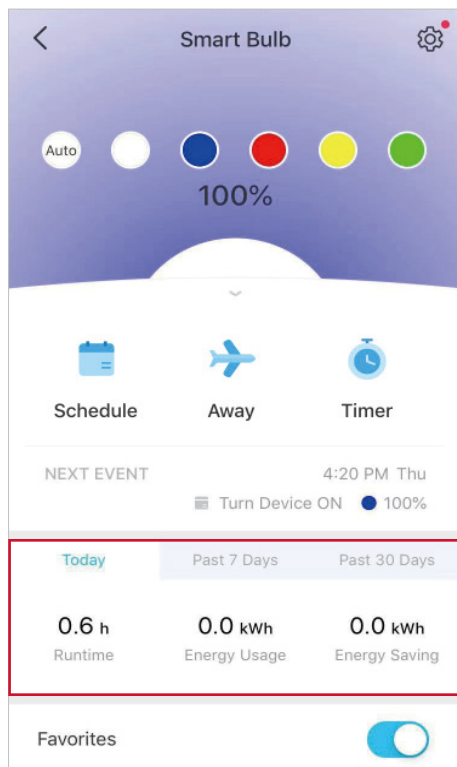 Smart Bulb
Auto
100%
Schedule Away Timer
NEXT EVENT 4:20 PM Thu
Turn Device ON 100%
Today Past 7 Days Past 30 Days
0.6 h 0.0 kWh 0.0 kWh
Runtime Energy Usage Energy Saving
Favorites